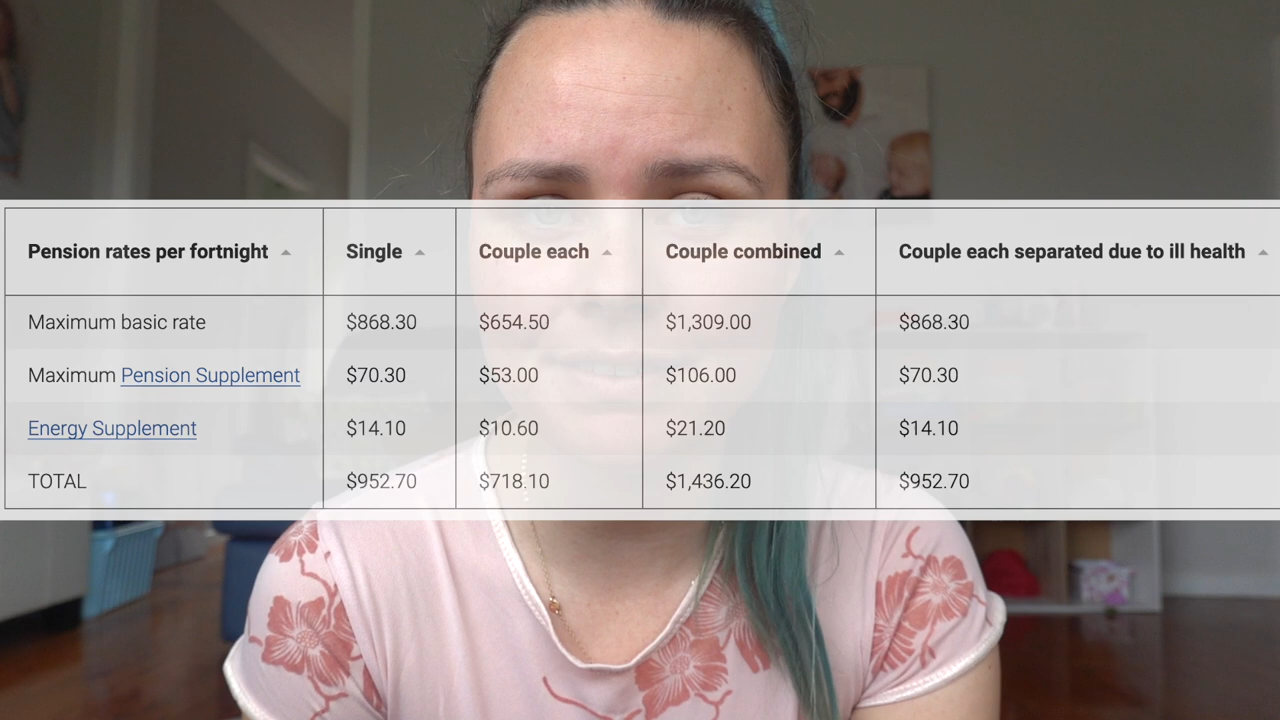 Pension rates per fortnight Single Couple each Couple combined Couple each separated due to ill health
Maximum basic rate $868.30 $654.50 $1,309.00 $868.30
Maximum Pension Supplement $70.30 $53.00 $106.00 $70.30
Energy Supplement $14.10 $10.60 $21.20 $14.10
TOTAL $952.70 $718.10 $1,436.20 $952.70